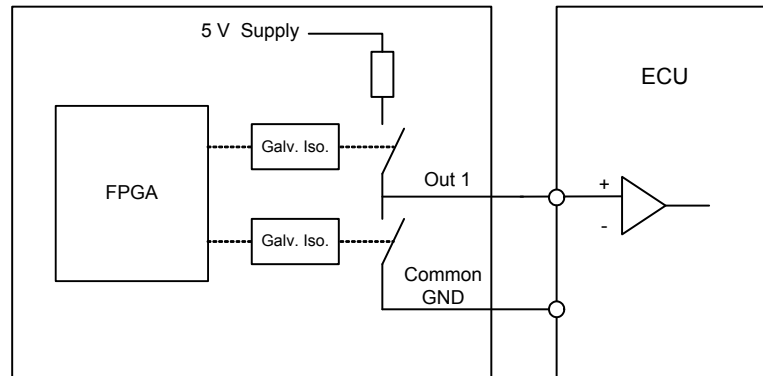 5 V Supply
ECU
Galv. Iso.
FPGA
Out 1
+
-
Galv. Iso.
Common
GND